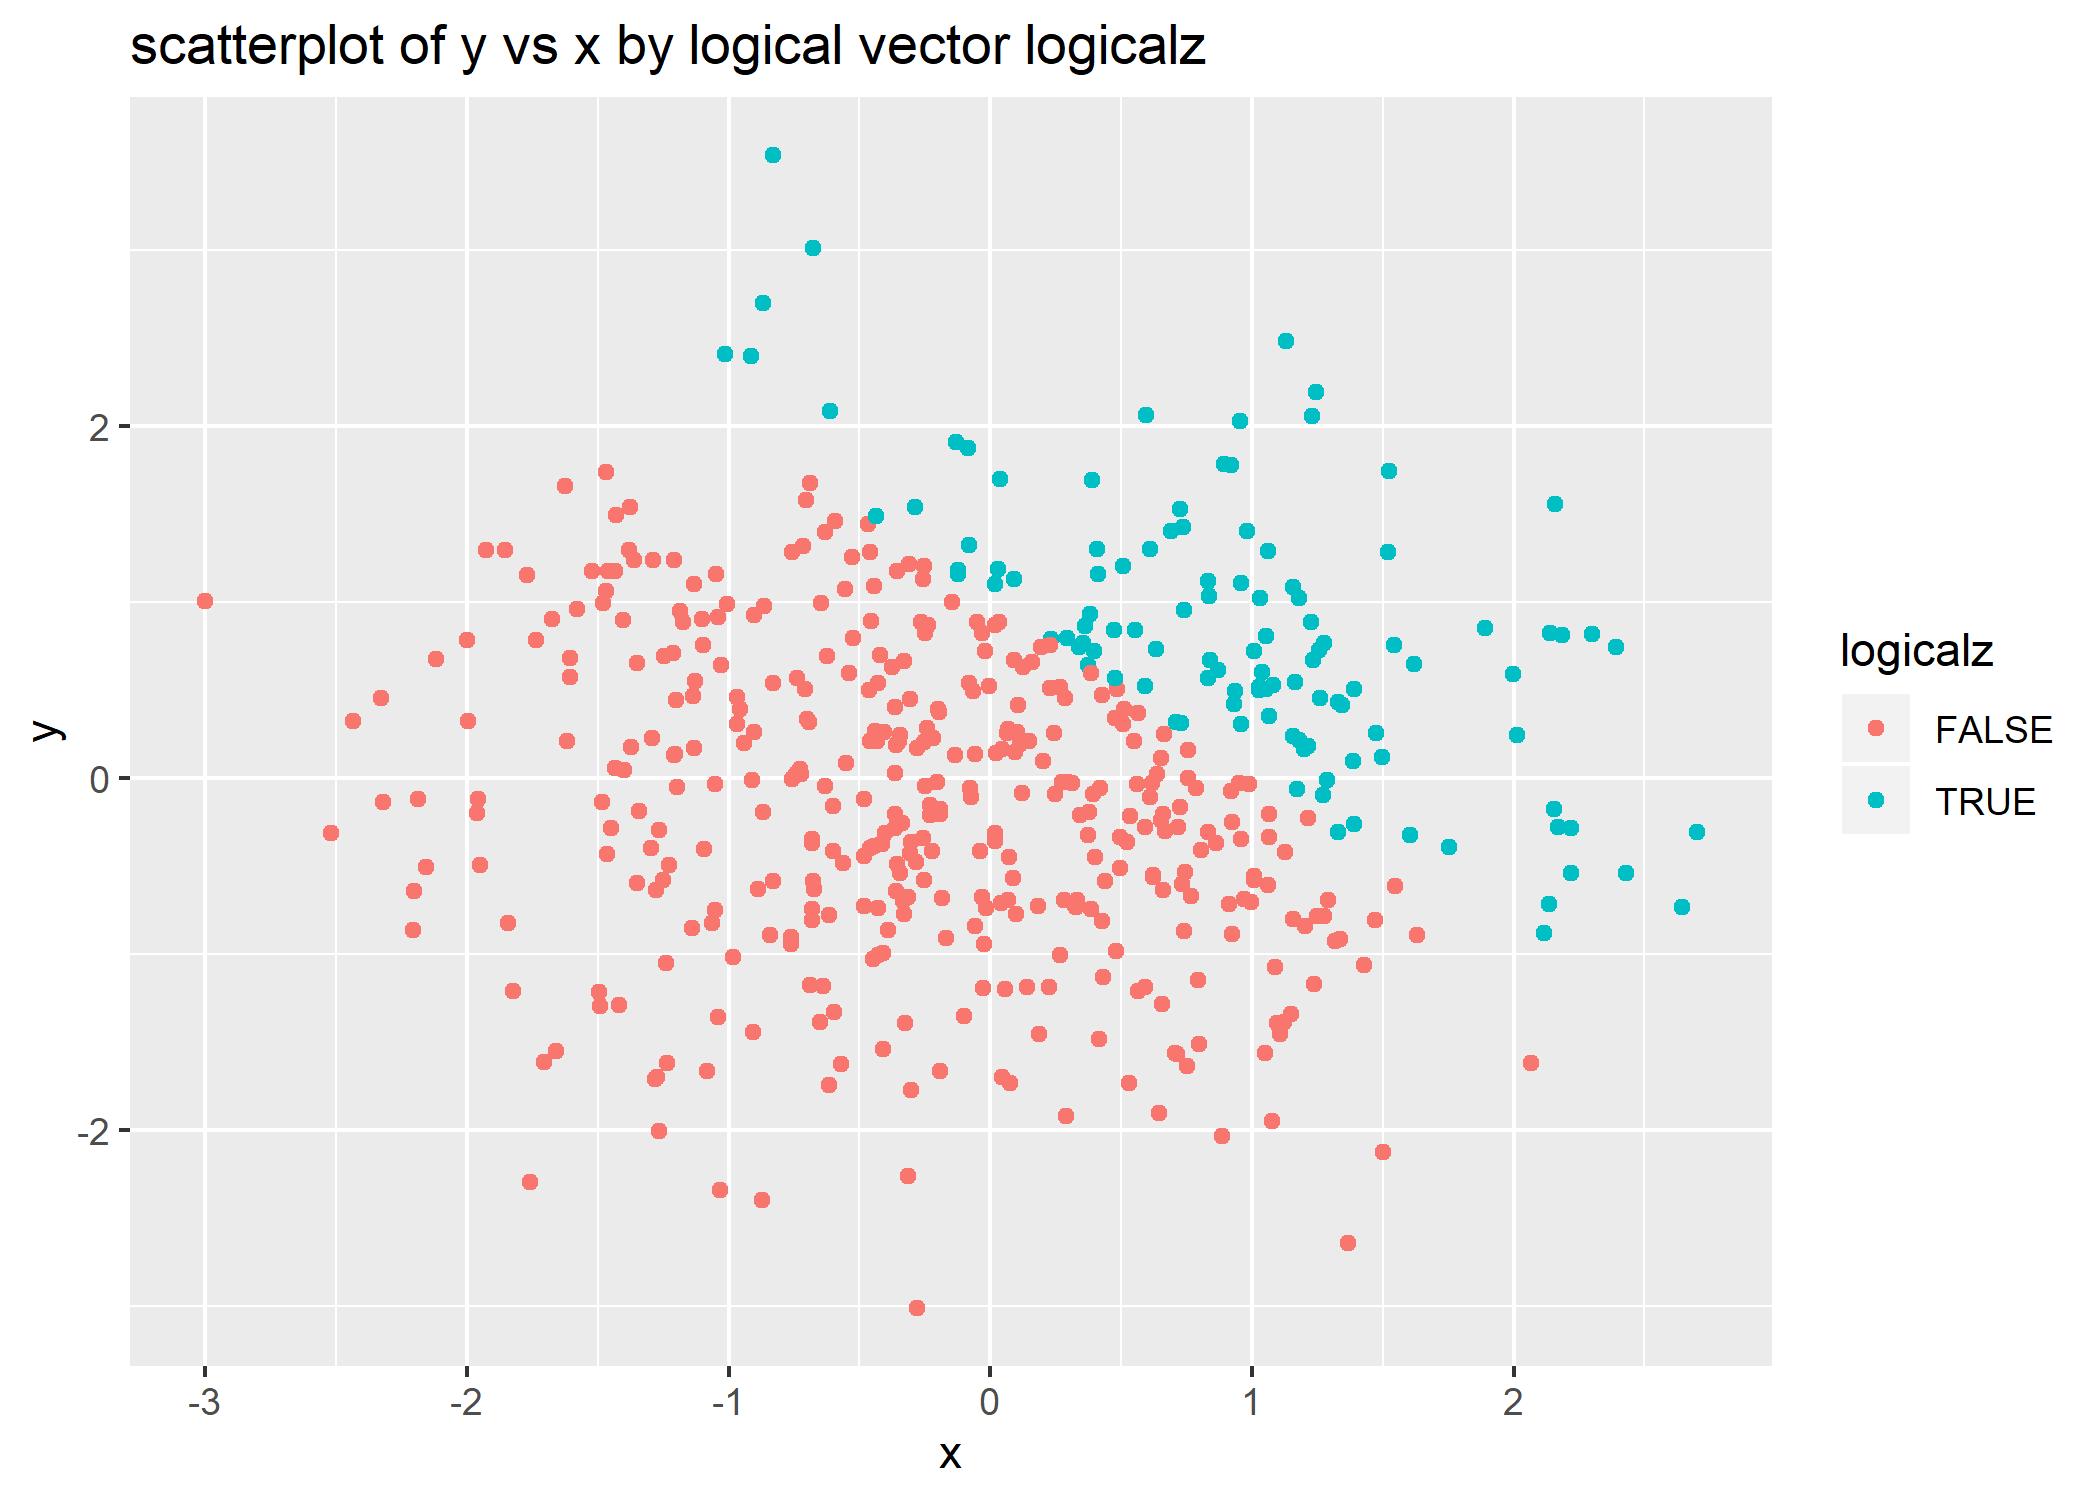 scatterplot of y vs x by logical vector logicalz
y
2
0
-2
-3 -2 -1 0 1 2
x
logicalz
FALSE
TRUE